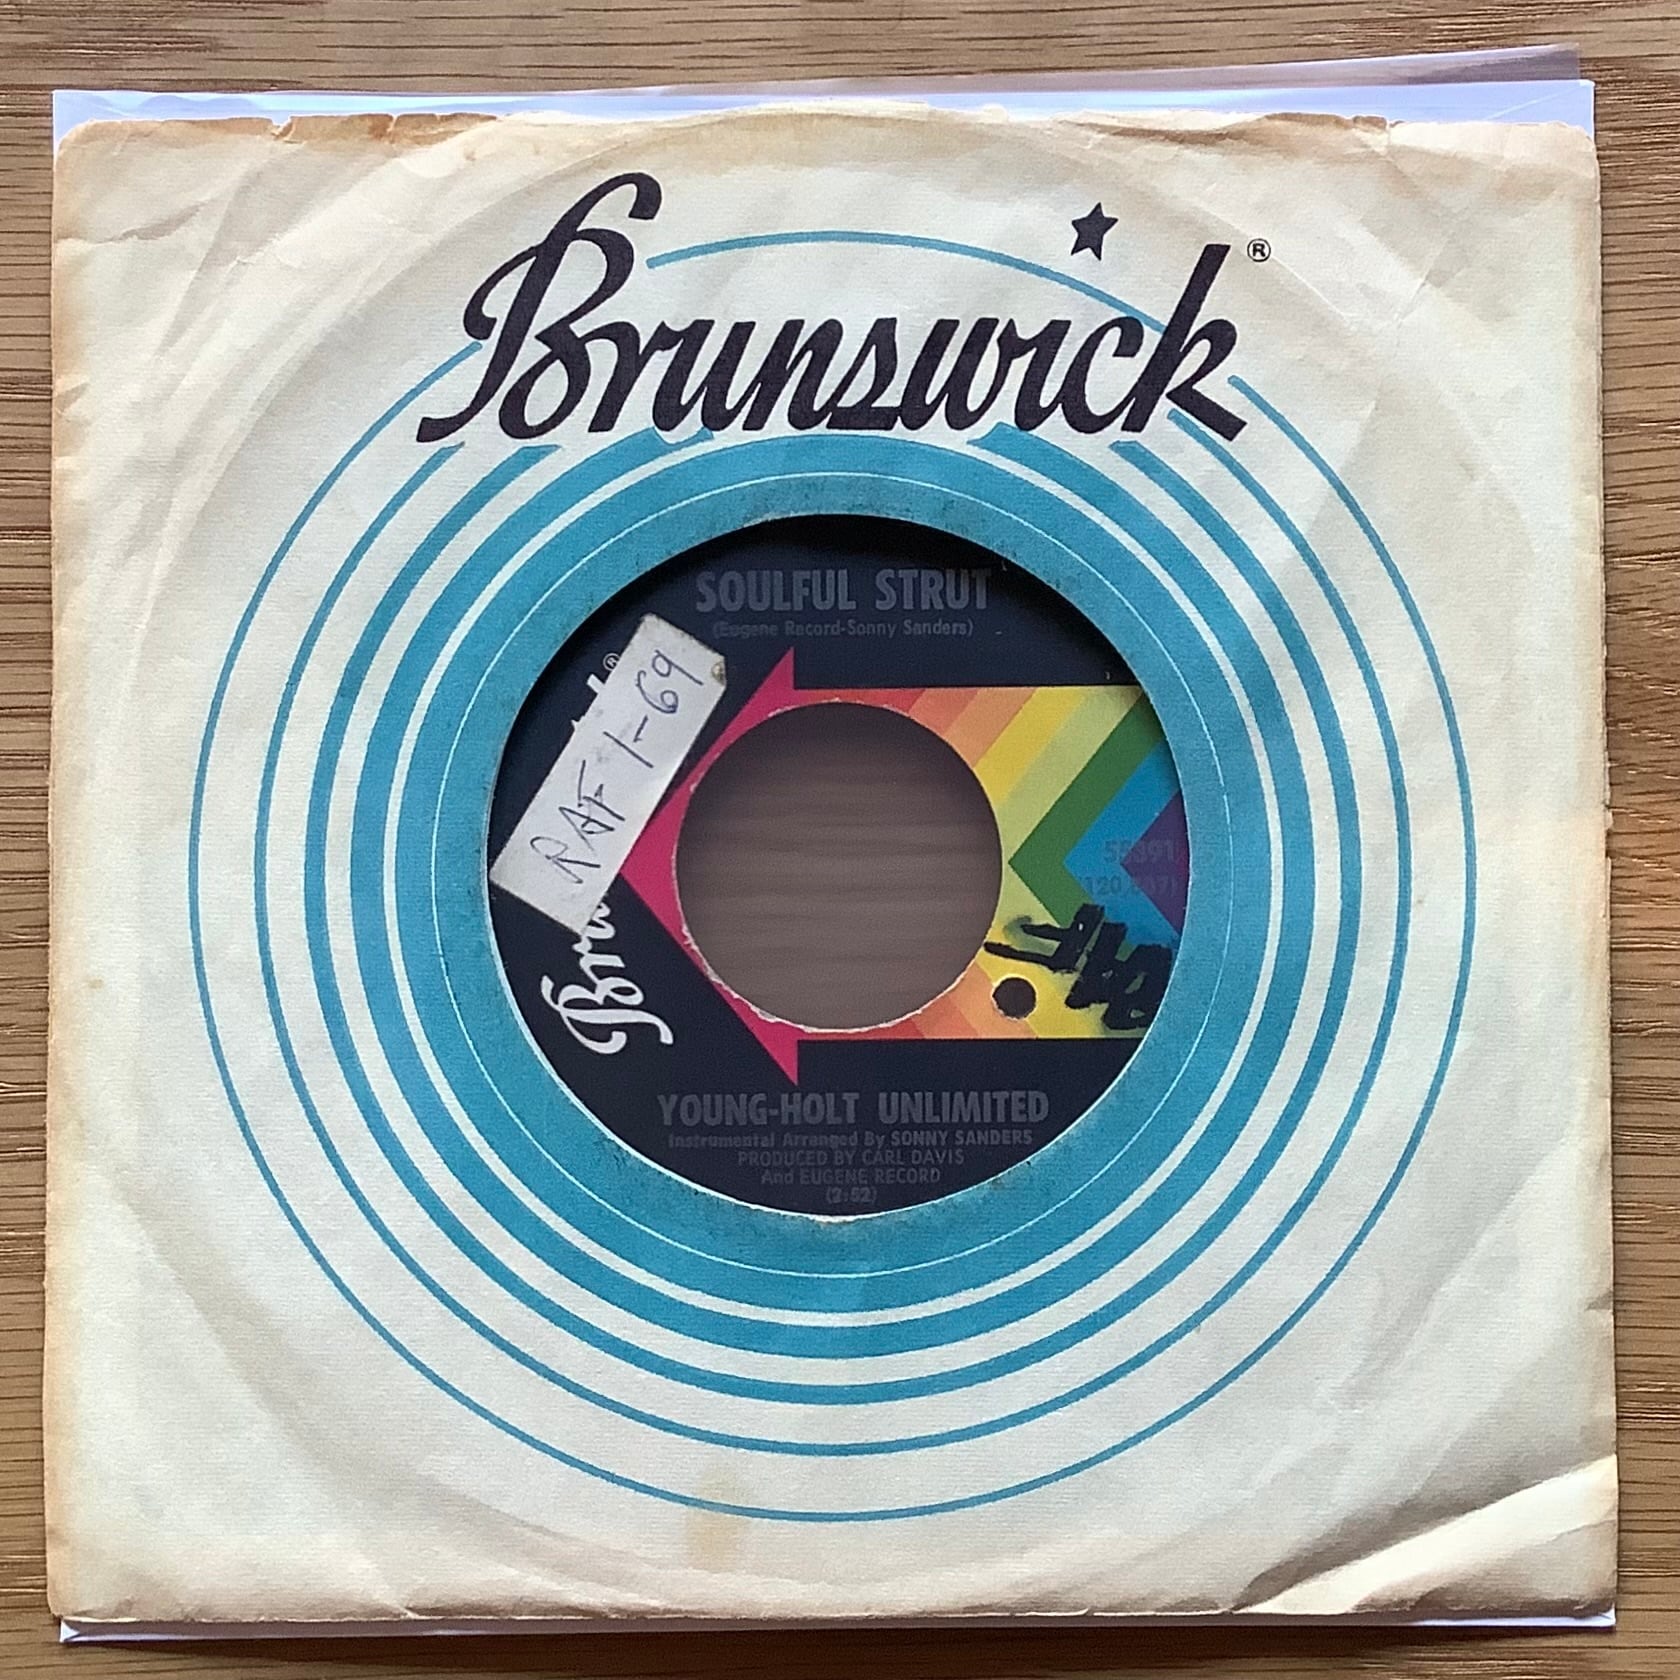 Brunswick®
SOULFUL STRUT
(Eugene Record-Sonny Sanders)
RAF 1-69
YOUNG-HOLT UNLIMITED
Instrumental Arranged By SONNY SANDERS
PRODUCED BY CARL DAVIS
And EUGENE RECORD
(2:52)